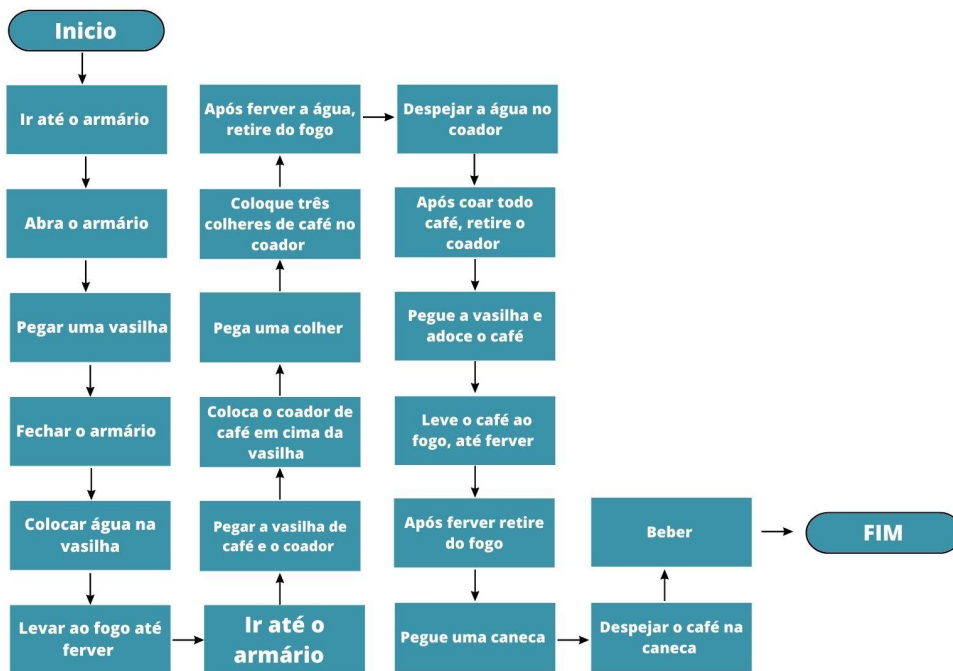 Inicio
Ir até o armário
Abra o armário
Pegar uma vasilha
Fechar o armário
Colocar água na
vasilha
Levar ao fogo até
ferver
Ir até o
armário
Pegar a vasilha de
café e o coador
Coloca o coador de
café em cima da
vasilha
Pega uma colher
Coloque três
colheres de café no
coador
Após ferver a água,
retire do fogo
Despejar a água no
coador
Após coar todo
café, retire o
coador
Pegue a vasilha e
adoce o café
Leve o café ao
fogo, até ferver
Após ferver retire
do fogo
Pegue uma caneca
Despejar o café na
caneca
Beber
FIM